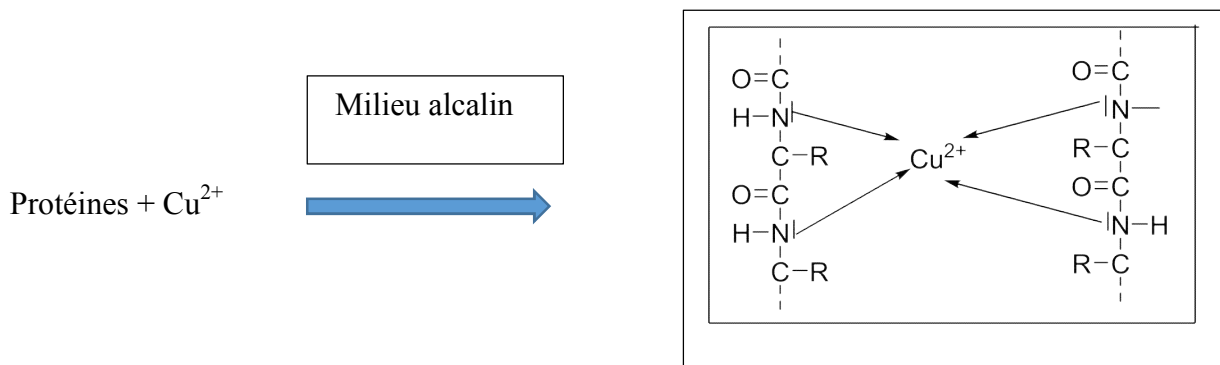 Milieu alcalin
Protéines + Cu²⁺
O=C O=C
H-N N-
C-R Cu²⁺ R-C
O=C O=C
H-N N-H
C-R R-C